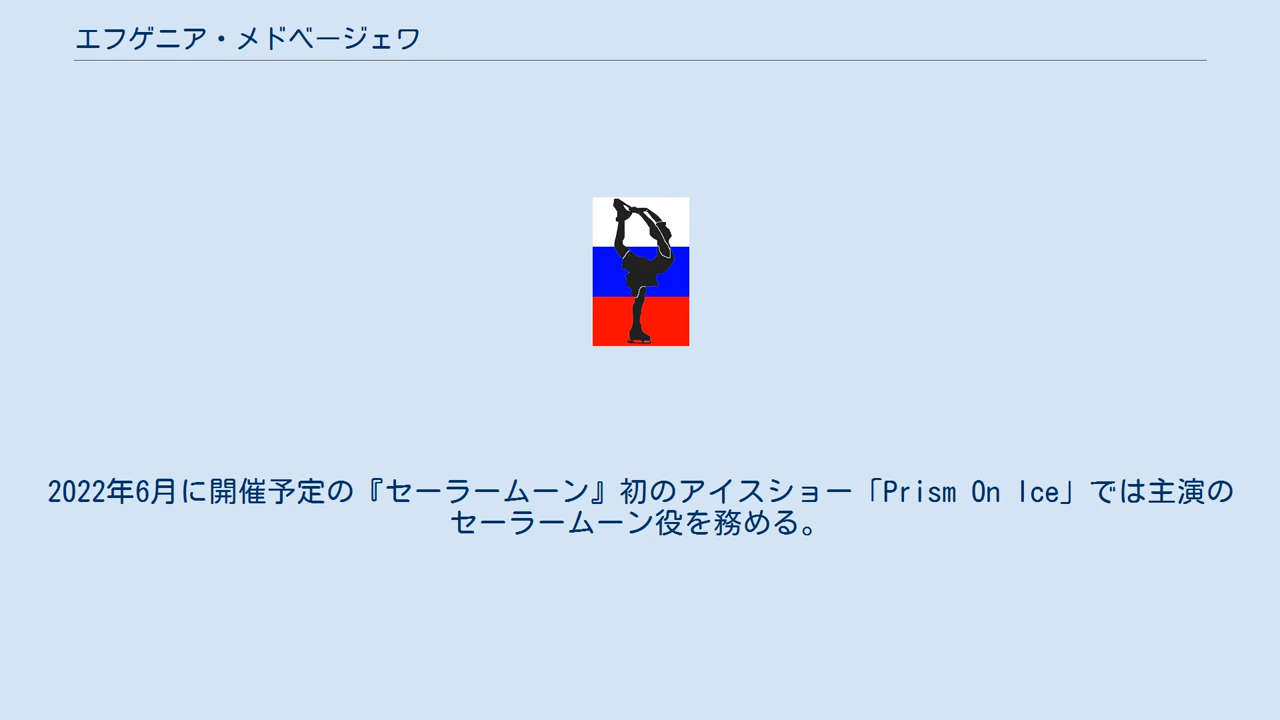 エフゲニア・メドベージェワ
2022年6月に開催予定の『セーラームーン』初のアイスショー「Prism On Ice」では主演の
セーラームーン役を務める。